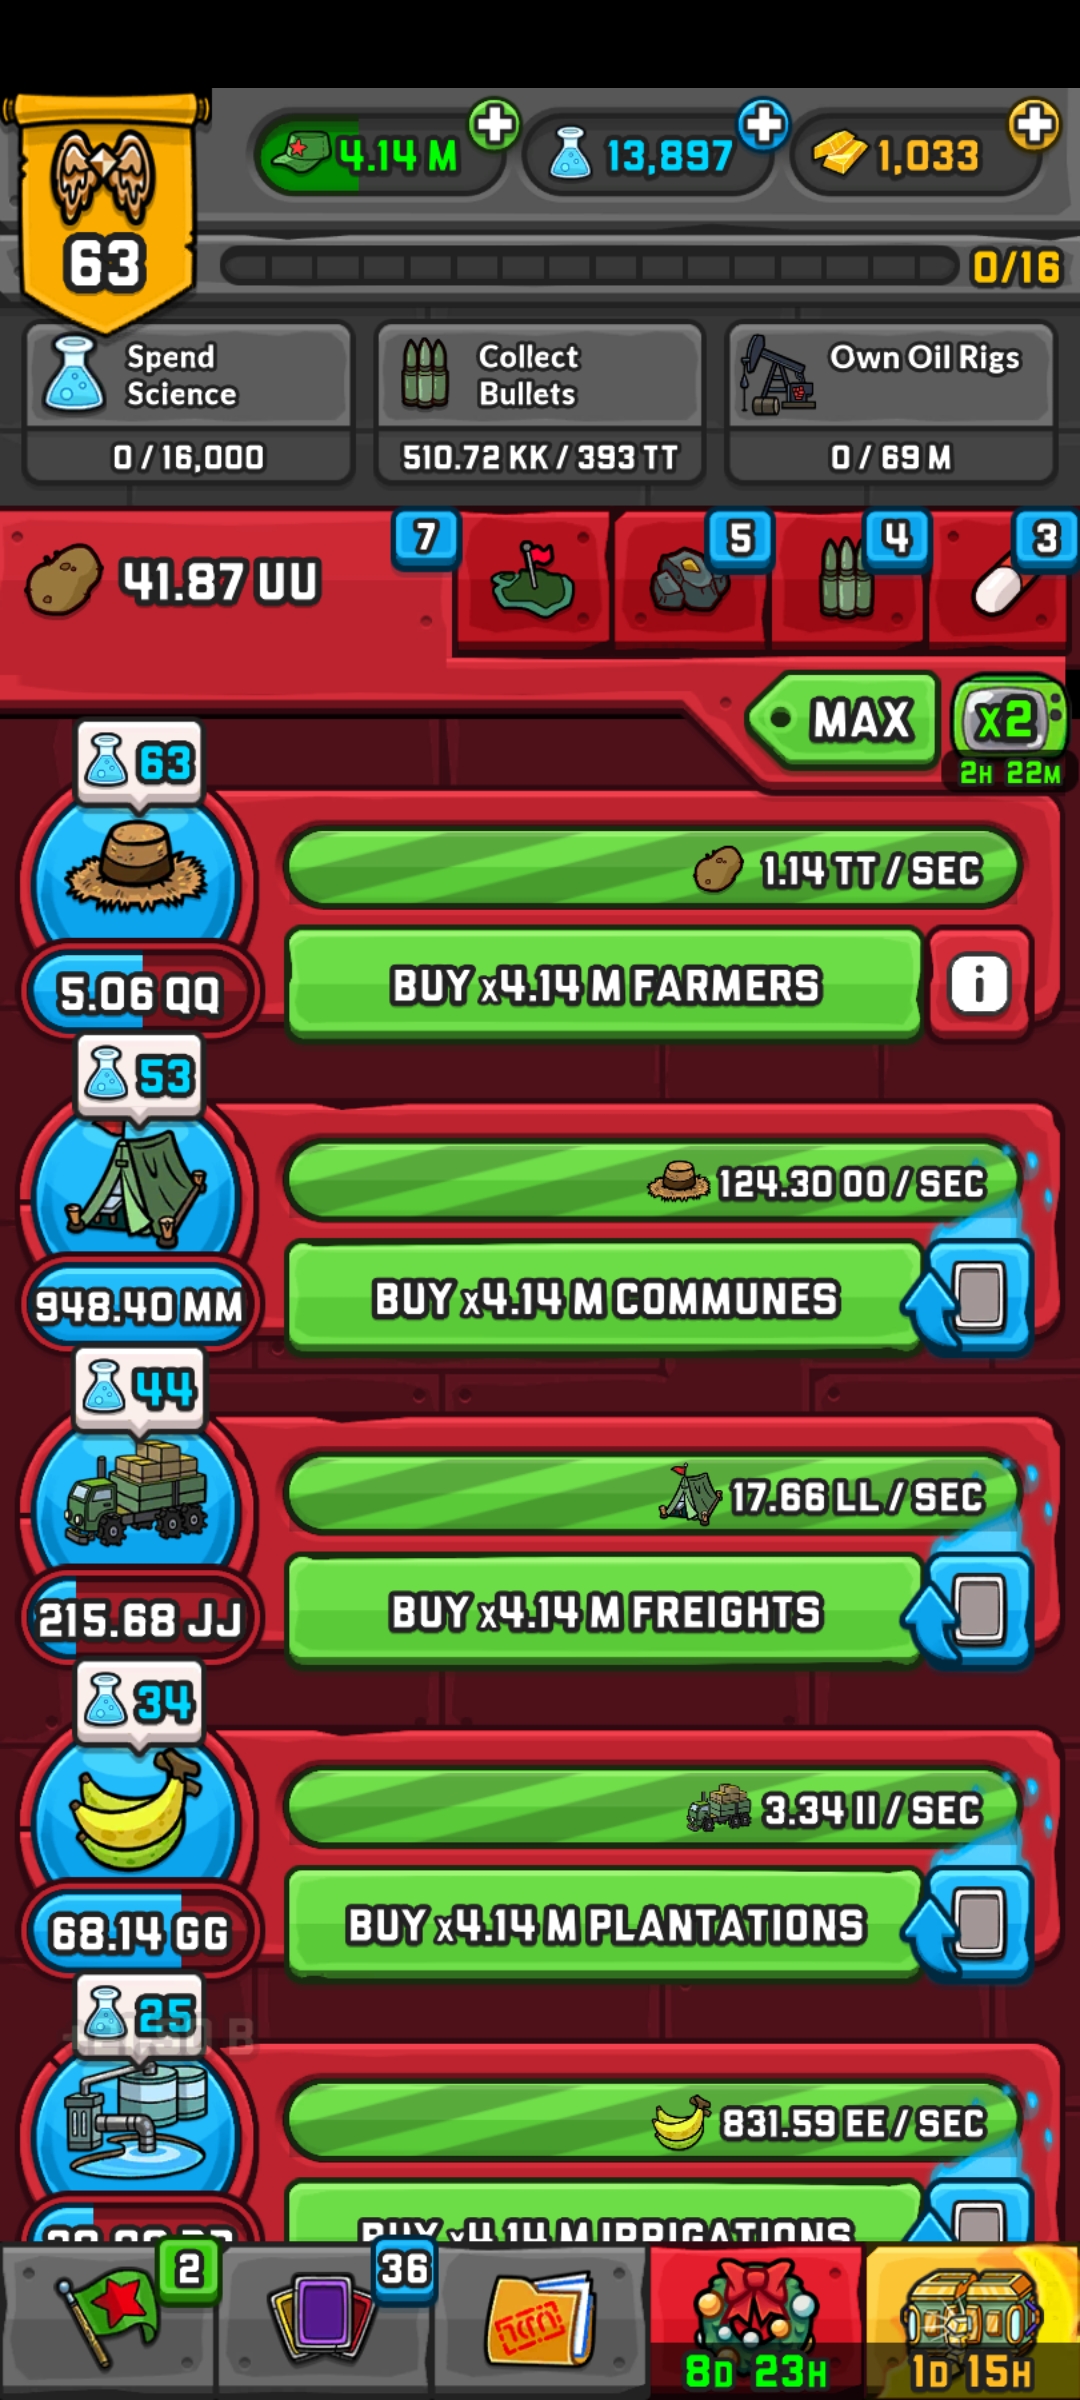 4.14 M
13,897
1,033
63
0/16
Spend
Science
0 / 16,000
Collect
Bullets
510.72 KK / 393 TT
Own Oil Rigs
0 / 69 M
41.87 UU
7
5
4
3
MAX
x2
2H 22M
63
1.14 TT / SEC
5.06 QQ
BUY x4.14 M FARMERS
i
53
124.30 OO / SEC
948.40 MM
BUY x4.14 M COMMUNES
44
17.66 LL / SEC
215.68 JJ
BUY x4.14 M FREIGHTS
34
3.34 II / SEC
68.14 GG
BUY x4.14 M PLANTATIONS
25
831.59 EE / SEC
BUY x4.14 M IRRIGATIONS
2
36
8D 23H
1D 15H